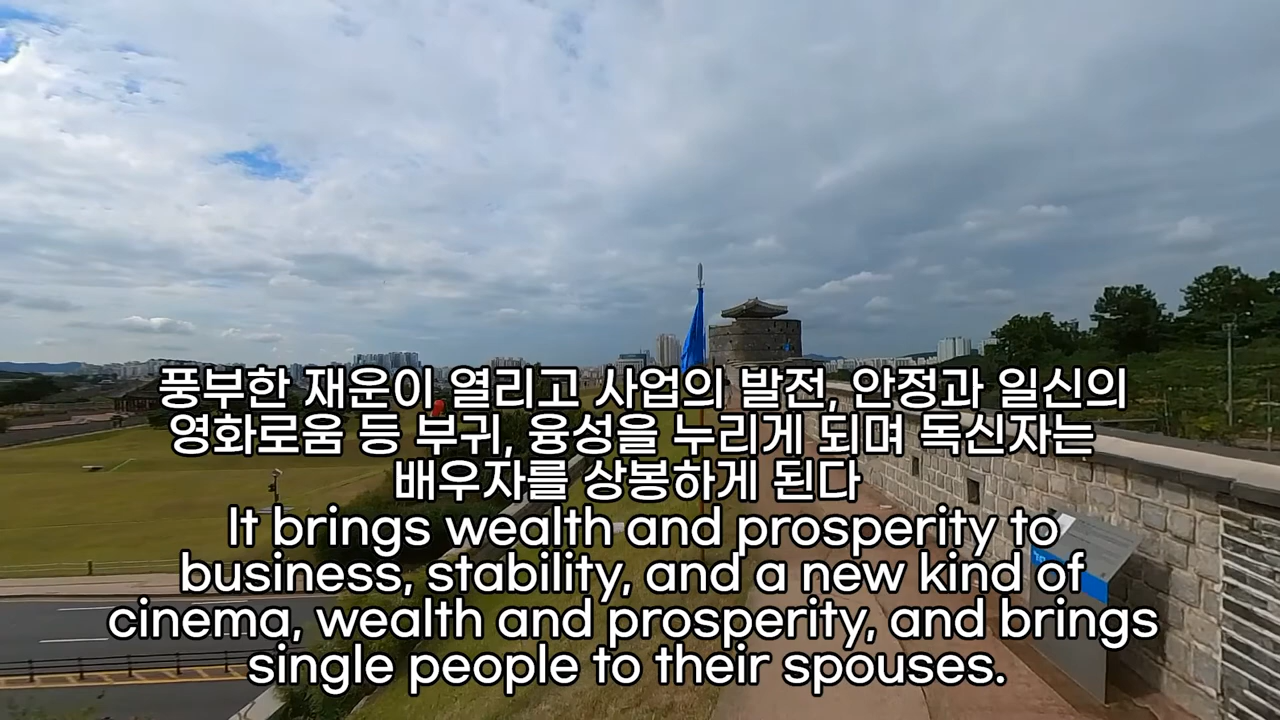 풍부한 재운이 열리고 사업의 발전, 안정과 일신의
영화로움 등 부귀, 융성을 누리게 되며 독신자는
배우자를 상봉하게 된다
It brings wealth and prosperity to
business, stability, and a new kind of
cinema, wealth and prosperity, and brings
single people to their spouses.